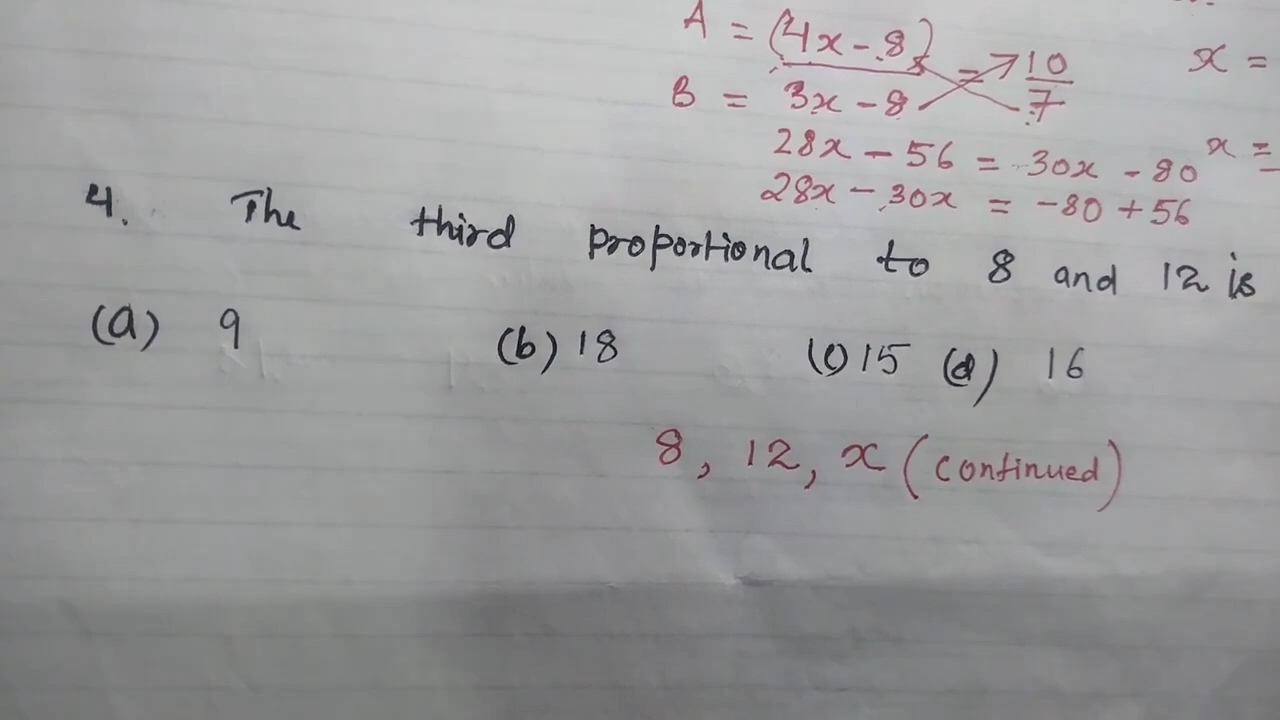 A = (4x - 8) = 10 x =
B = 3x - 8 7
28x - 56 = 30x - 80 x =
28x - 30x = -80 + 56
4. The third proportional to 8 and 12 is
(a) 9 (b) 18 (c) 15 (d) 16
8, 12, x (continued)